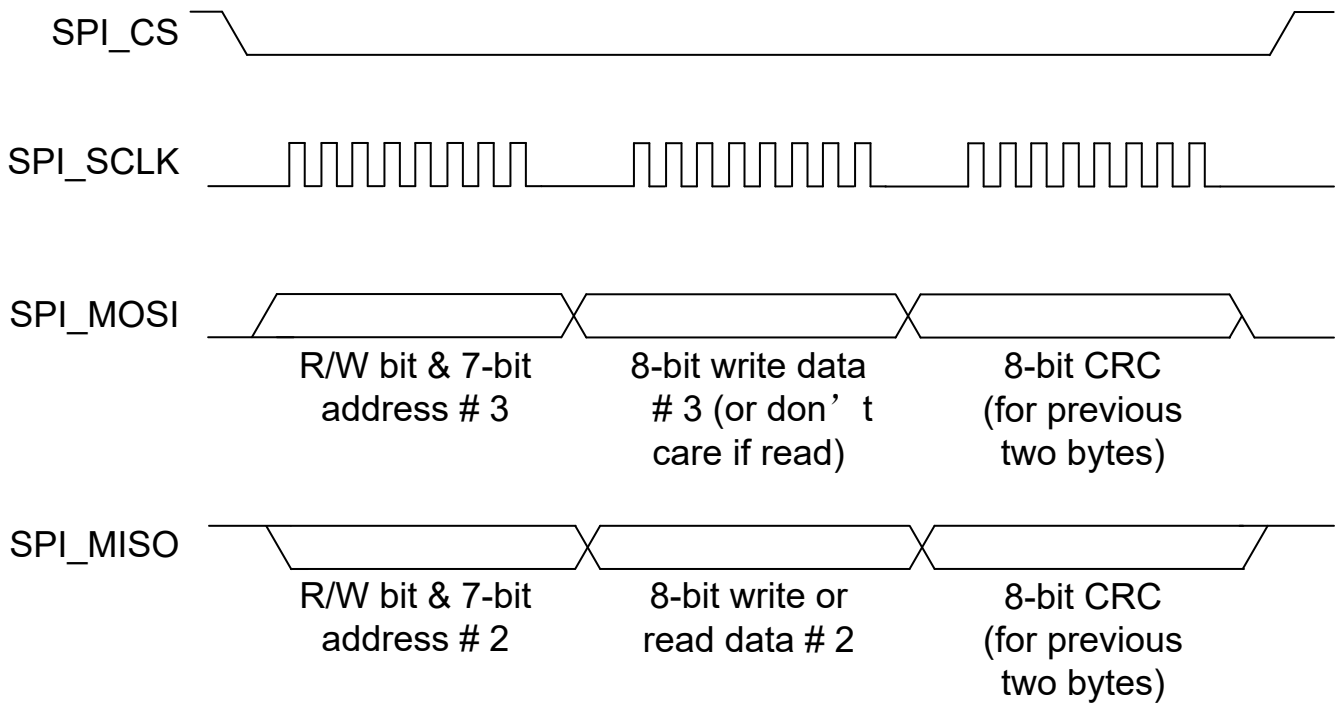 SPI_CS
SPI_SCLK
SPI_MOSI
R/W bit & 7-bit
address # 3
8-bit write data
# 3 (or don’ t
care if read)
8-bit CRC
(for previous
two bytes)
SPI_MISO
R/W bit & 7-bit
address # 2
8-bit write or
read data # 2
8-bit CRC
(for previous
two bytes)